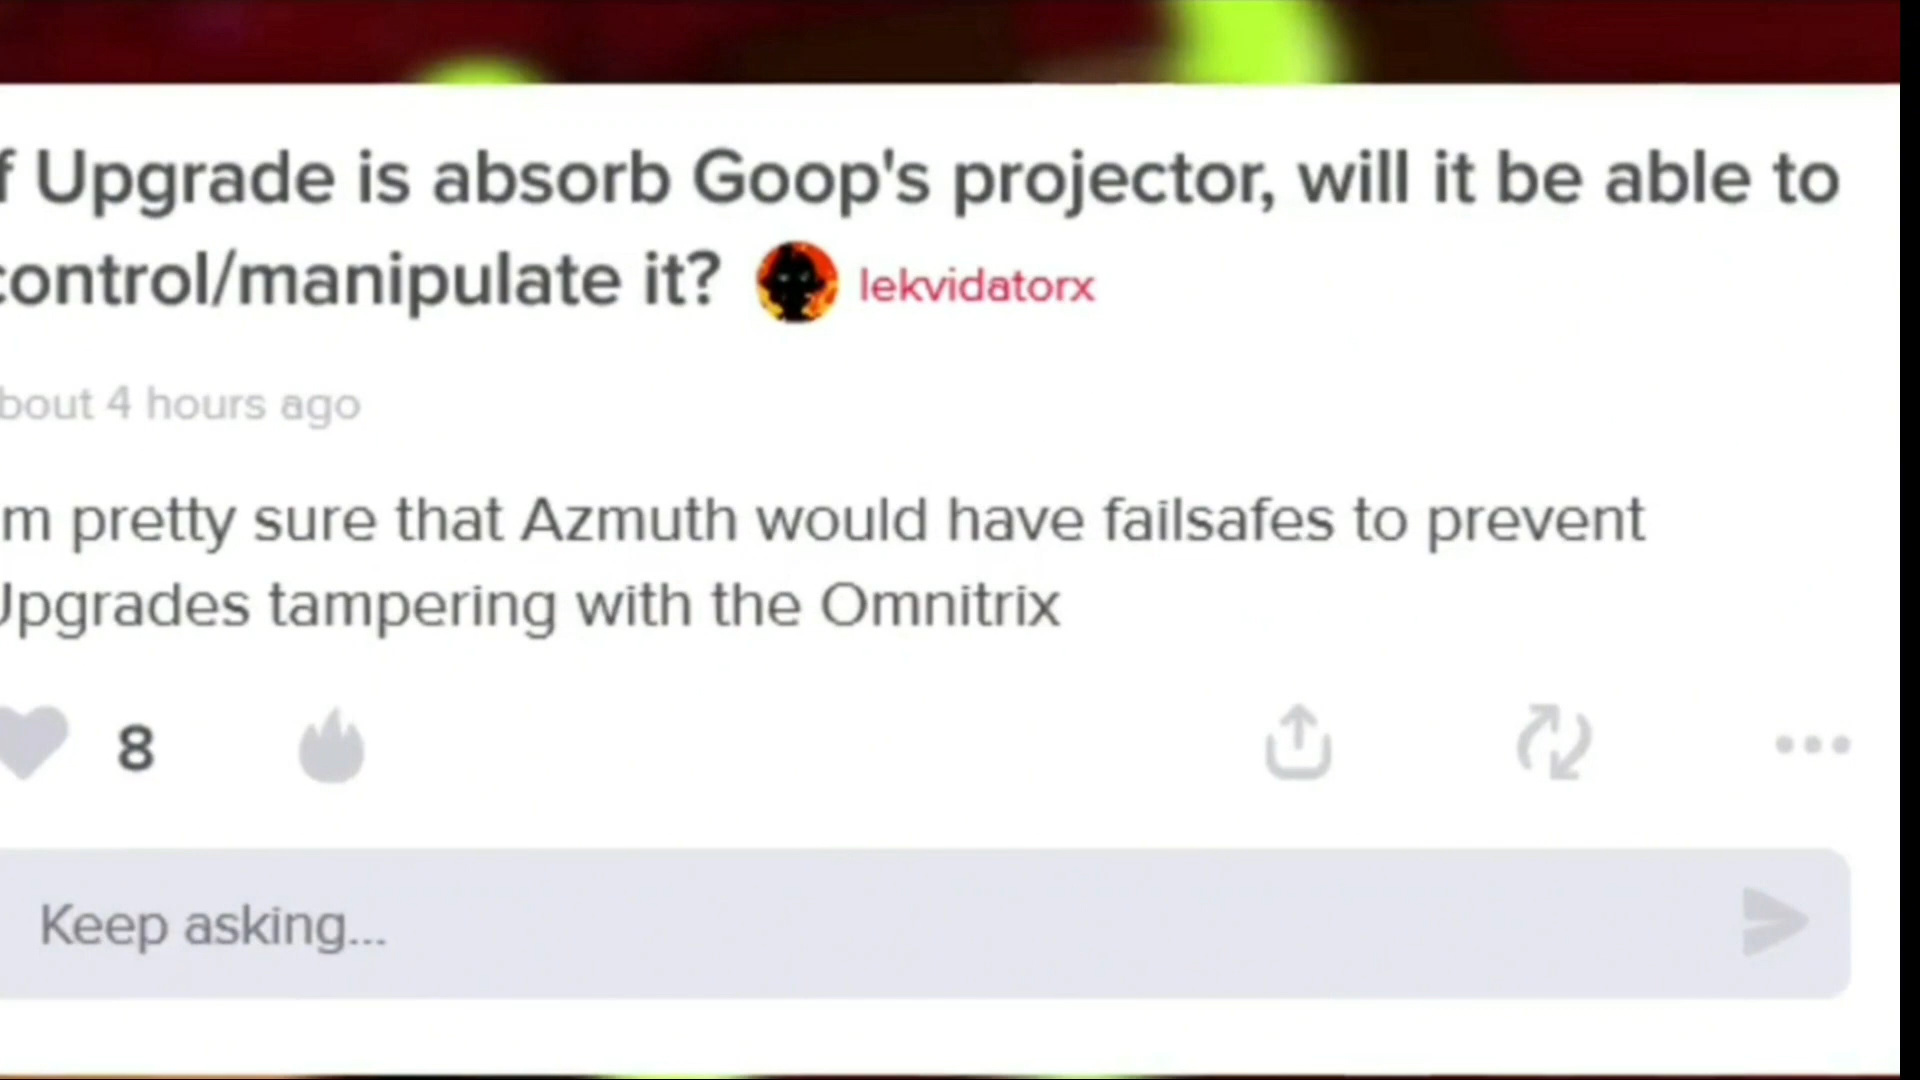 f Upgrade is absorb Goop's projector, will it be able to
control/manipulate it? lekvidatorx
bout 4 hours ago
m pretty sure that Azmuth would have failsafes to prevent
Upgrades tampering with the Omnitrix
8
Keep asking...